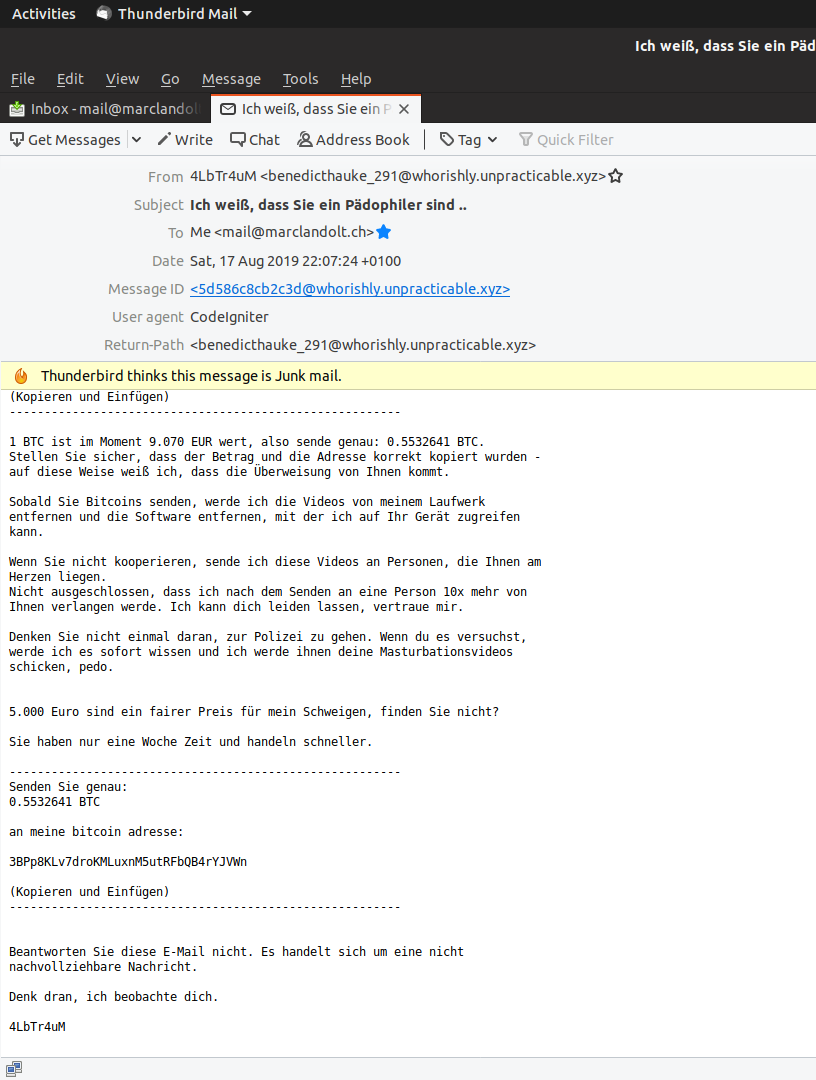 Activities Thunderbird Mail
Ich weiß, dass Sie ein Päd
File Edit View Go Message Tools Help
Inbox - mail@marclandol Ich weiß, dass Sie ein P
Get Messages Write Chat Address Book Tag Quick Filter
From 4LbTr4uM <benedicthauke_291@whorishly.unpracticable.xyz>
Subject Ich weiß, dass Sie ein Pädophiler sind ..
To Me <mail@marclandolt.ch>
Date Sat, 17 Aug 2019 22:07:24 +0100
Message ID <5d586c8cb2c3d@whorishly.unpracticable.xyz>
User agent CodeIgniter
Return-Path <benedicthauke_291@whorishly.unpracticable.xyz>
Thunderbird thinks this message is Junk mail.
(Kopieren und Einfügen)
--------------------------------------------------------
1 BTC ist im Moment 9.070 EUR wert, also sende genau: 0.5532641 BTC.
Stellen Sie sicher, dass der Betrag und die Adresse korrekt kopiert wurden -
auf diese Weise weiß ich, dass die Überweisung von Ihnen kommt.
Sobald Sie Bitcoins senden, werde ich die Videos von meinem Laufwerk
entfernen und die Software entfernen, mit der ich auf Ihr Gerät zugreifen
kann.
Wenn Sie nicht kooperieren, sende ich diese Videos an Personen, die Ihnen am
Herzen liegen.
Nicht ausgeschlossen, dass ich nach dem Senden an eine Person 10x mehr von
Ihnen verlangen werde. Ich kann dich leiden lassen, vertraue mir.
Denken Sie nicht einmal daran, zur Polizei zu gehen. Wenn du es versuchst,
werde ich es sofort wissen und ich werde ihnen deine Masturbationsvideos
schicken, pedo.
5.000 Euro sind ein fairer Preis für mein Schweigen, finden Sie nicht?
Sie haben nur eine Woche Zeit und handeln schneller.
--------------------------------------------------------
Senden Sie genau:
0.5532641 BTC
an meine bitcoin adresse:
3BPp8KLv7droKMLuxnM5utRFbQB4rYJVWn
(Kopieren und Einfügen)
--------------------------------------------------------
Beantworten Sie diese E-Mail nicht. Es handelt sich um eine nicht
nachvollziehbare Nachricht.
Denk dran, ich beobachte dich.
4LbTr4uM